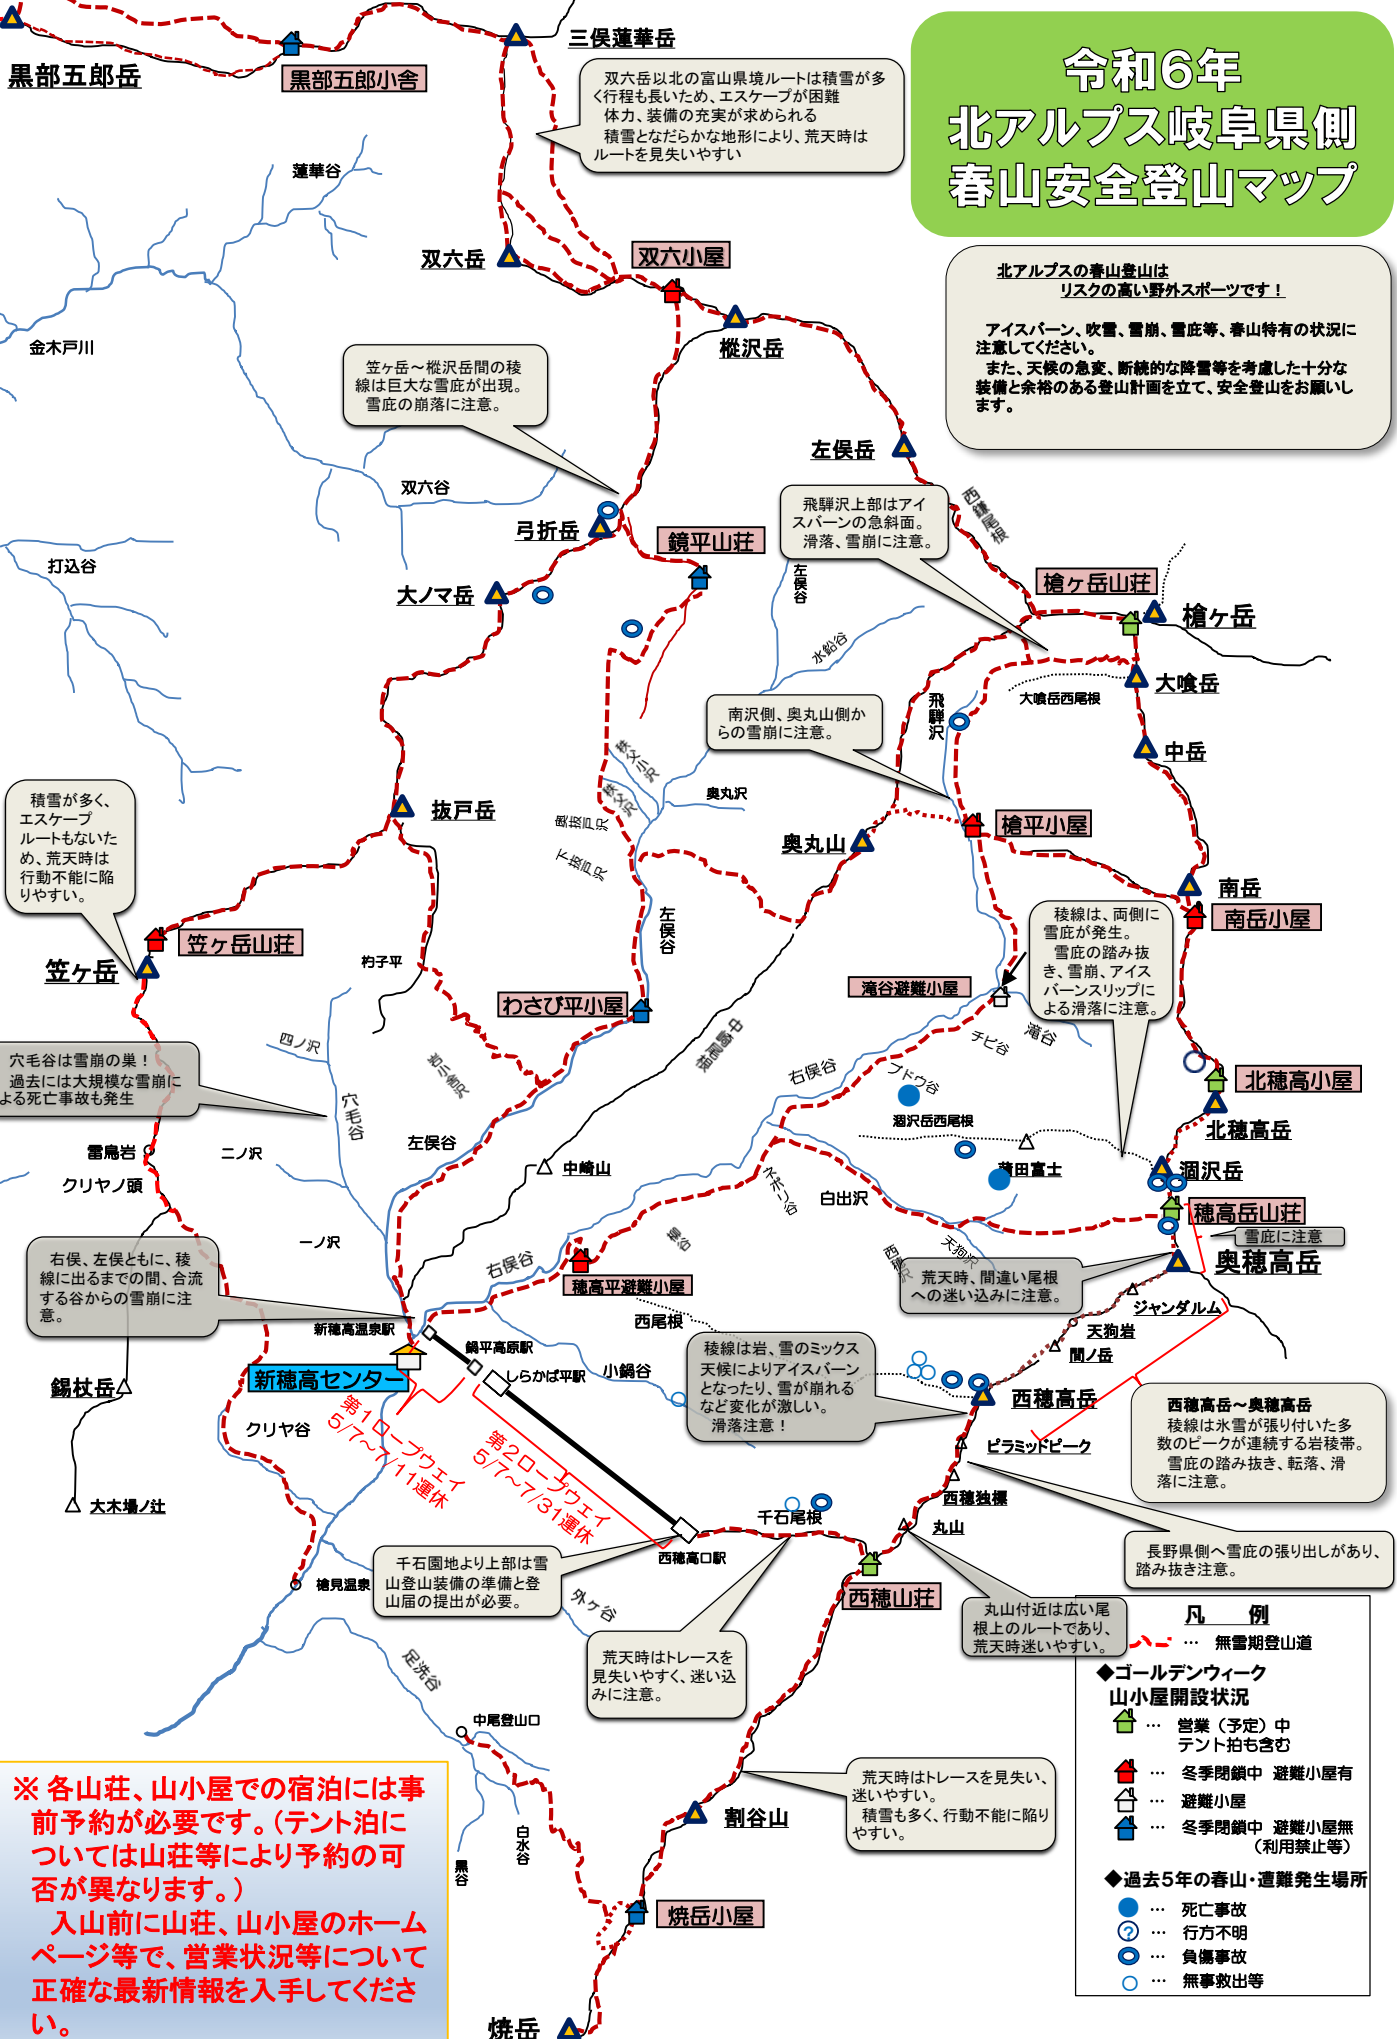 令和６年
北アルプス岐阜県側
春山安全登山マップ
北アルプスの春山登山は
リスクの高い野外スポーツです！
アイスバーン、吹雪、雪崩、雪庇等、春山特有の状況に
注意してください。
また、天候の急変、断続的な降雪等を考慮した十分な
装備と余裕のある登山計画を立て、安全登山をお願いし
ます。
黒部五郎岳
黒部五郎小舎
三俣蓮華岳
双六岳以北の富山県境ルートは積雪が多
く行程も長いため、エスケープが困難
体力、装備の充実が求められる
積雪となだらかな地形により、荒天時は
ルートを見失いやすい
蓮華谷
双六岳
双六小屋
樅沢岳
金木戸川
笠ヶ岳～樅沢岳間の稜
線は巨大な雪庇が出現。
雪庇の崩落に注意。
左俣岳
双六谷
西鎌尾根
飛騨沢上部はアイ
スバーンの急斜面。
滑落、雪崩に注意。
弓折岳
鏡平山荘
打込谷
大ノマ岳
左俣谷
槍ヶ岳山荘
槍ヶ岳
水鉛谷
大喰岳
大喰岳西尾根
飛騨沢
南沢側、奥丸山側か
らの雪崩に注意。
中岳
秩父小沢
秩父沢
奥丸沢
積雪が多く、
エスケープ
ルートもないた
め、荒天時は
行動不能に陥
りやすい。
抜戸岳
奥抜戸沢
下抜戸沢
奥丸山
槍平小屋
南岳
南岳小屋
稜線は、両側に
雪庇が発生。
雪庇の踏み抜
き、雪崩、アイス
バーンスリップに
よる滑落に注意。
笠ヶ岳山荘
笠ヶ岳
杓子平
左俣谷
わさび平小屋
滝谷避難小屋
中崎尾根
チビ谷
滝谷
四ノ沢
穴毛谷は雪崩の巣！
過去には大規模な雪崩に
よる死亡事故も発生
穴毛谷
岩小舎沢
右俣谷
ブドウ谷
北穂高小屋
北穂高岳
涸沢岳西尾根
雷鳥岩
二ノ沢
左俣谷
クリヤノ頭
中崎山
蒲田富士
涸沢岳
ネボリ谷
白出沢
穂高岳山荘
雪庇に注意
奥穂高岳
一ノ沢
右俣、左俣ともに、稜
線に出るまでの間、合流
する谷からの雪崩に注
意。
柳谷
右俣谷
天狗沢
西穂沢
穂高平避難小屋
荒天時、間違い尾根
への迷い込みに注意。
ジャンダルム
天狗岩
間ノ岳
西尾根
新穂高温泉駅
鍋平高原駅
しらかば平駅
小鍋谷
新穂高センター
稜線は岩、雪のミックス
天候によりアイスバーン
となったり、雪が崩れる
など変化が激しい。
滑落注意！
錫杖岳
西穂高岳
西穂高岳～奥穂高岳
稜線は氷雪が張り付いた多
数のピークが連続する岩稜帯。
雪庇の踏み抜き、転落、滑
落に注意。
クリヤ谷
第１ロープウェイ
5/7～7/11運休
第２ロープウェイ
5/7～7/31運休
ピラミッドピーク
西穂独標
大木場ノ辻
千石尾根
丸山
西穂高口駅
長野県側へ雪庇の張り出しがあり、
踏み抜き注意。
槍見温泉
千石園地より上部は雪
山登山装備の準備と登
山届の提出が必要。
外ヶ谷
西穂山荘
丸山付近は広い尾
根上のルートであり、
荒天時迷いやすい。
荒天時はトレースを
見失いやすく、迷い込
みに注意。
足洗谷
中尾登山口
凡　例
… 無雪期登山道
◆ゴールデンウィーク
山小屋開設状況
… 営業（予定）中
テント拍も含む
… 冬季閉鎖中 避難小屋有
… 避難小屋
… 冬季閉鎖中 避難小屋無
（利用禁止等）
◆過去５年の春山・遭難発生場所
… 死亡事故
? … 行方不明
… 負傷事故
… 無事救出等
荒天時はトレースを見失い、
迷いやすい。
積雪も多く、行動不能に陥り
やすい。
割谷山
白水谷
黒谷
焼岳小屋
焼岳
※ 各山荘、山小屋での宿泊には事
前予約が必要です。（テント泊に
ついては山荘等により予約の可
否が異なります。）
入山前に山荘、山小屋のホーム
ページ等で、営業状況等について
正確な最新情報を入手してくださ
い。